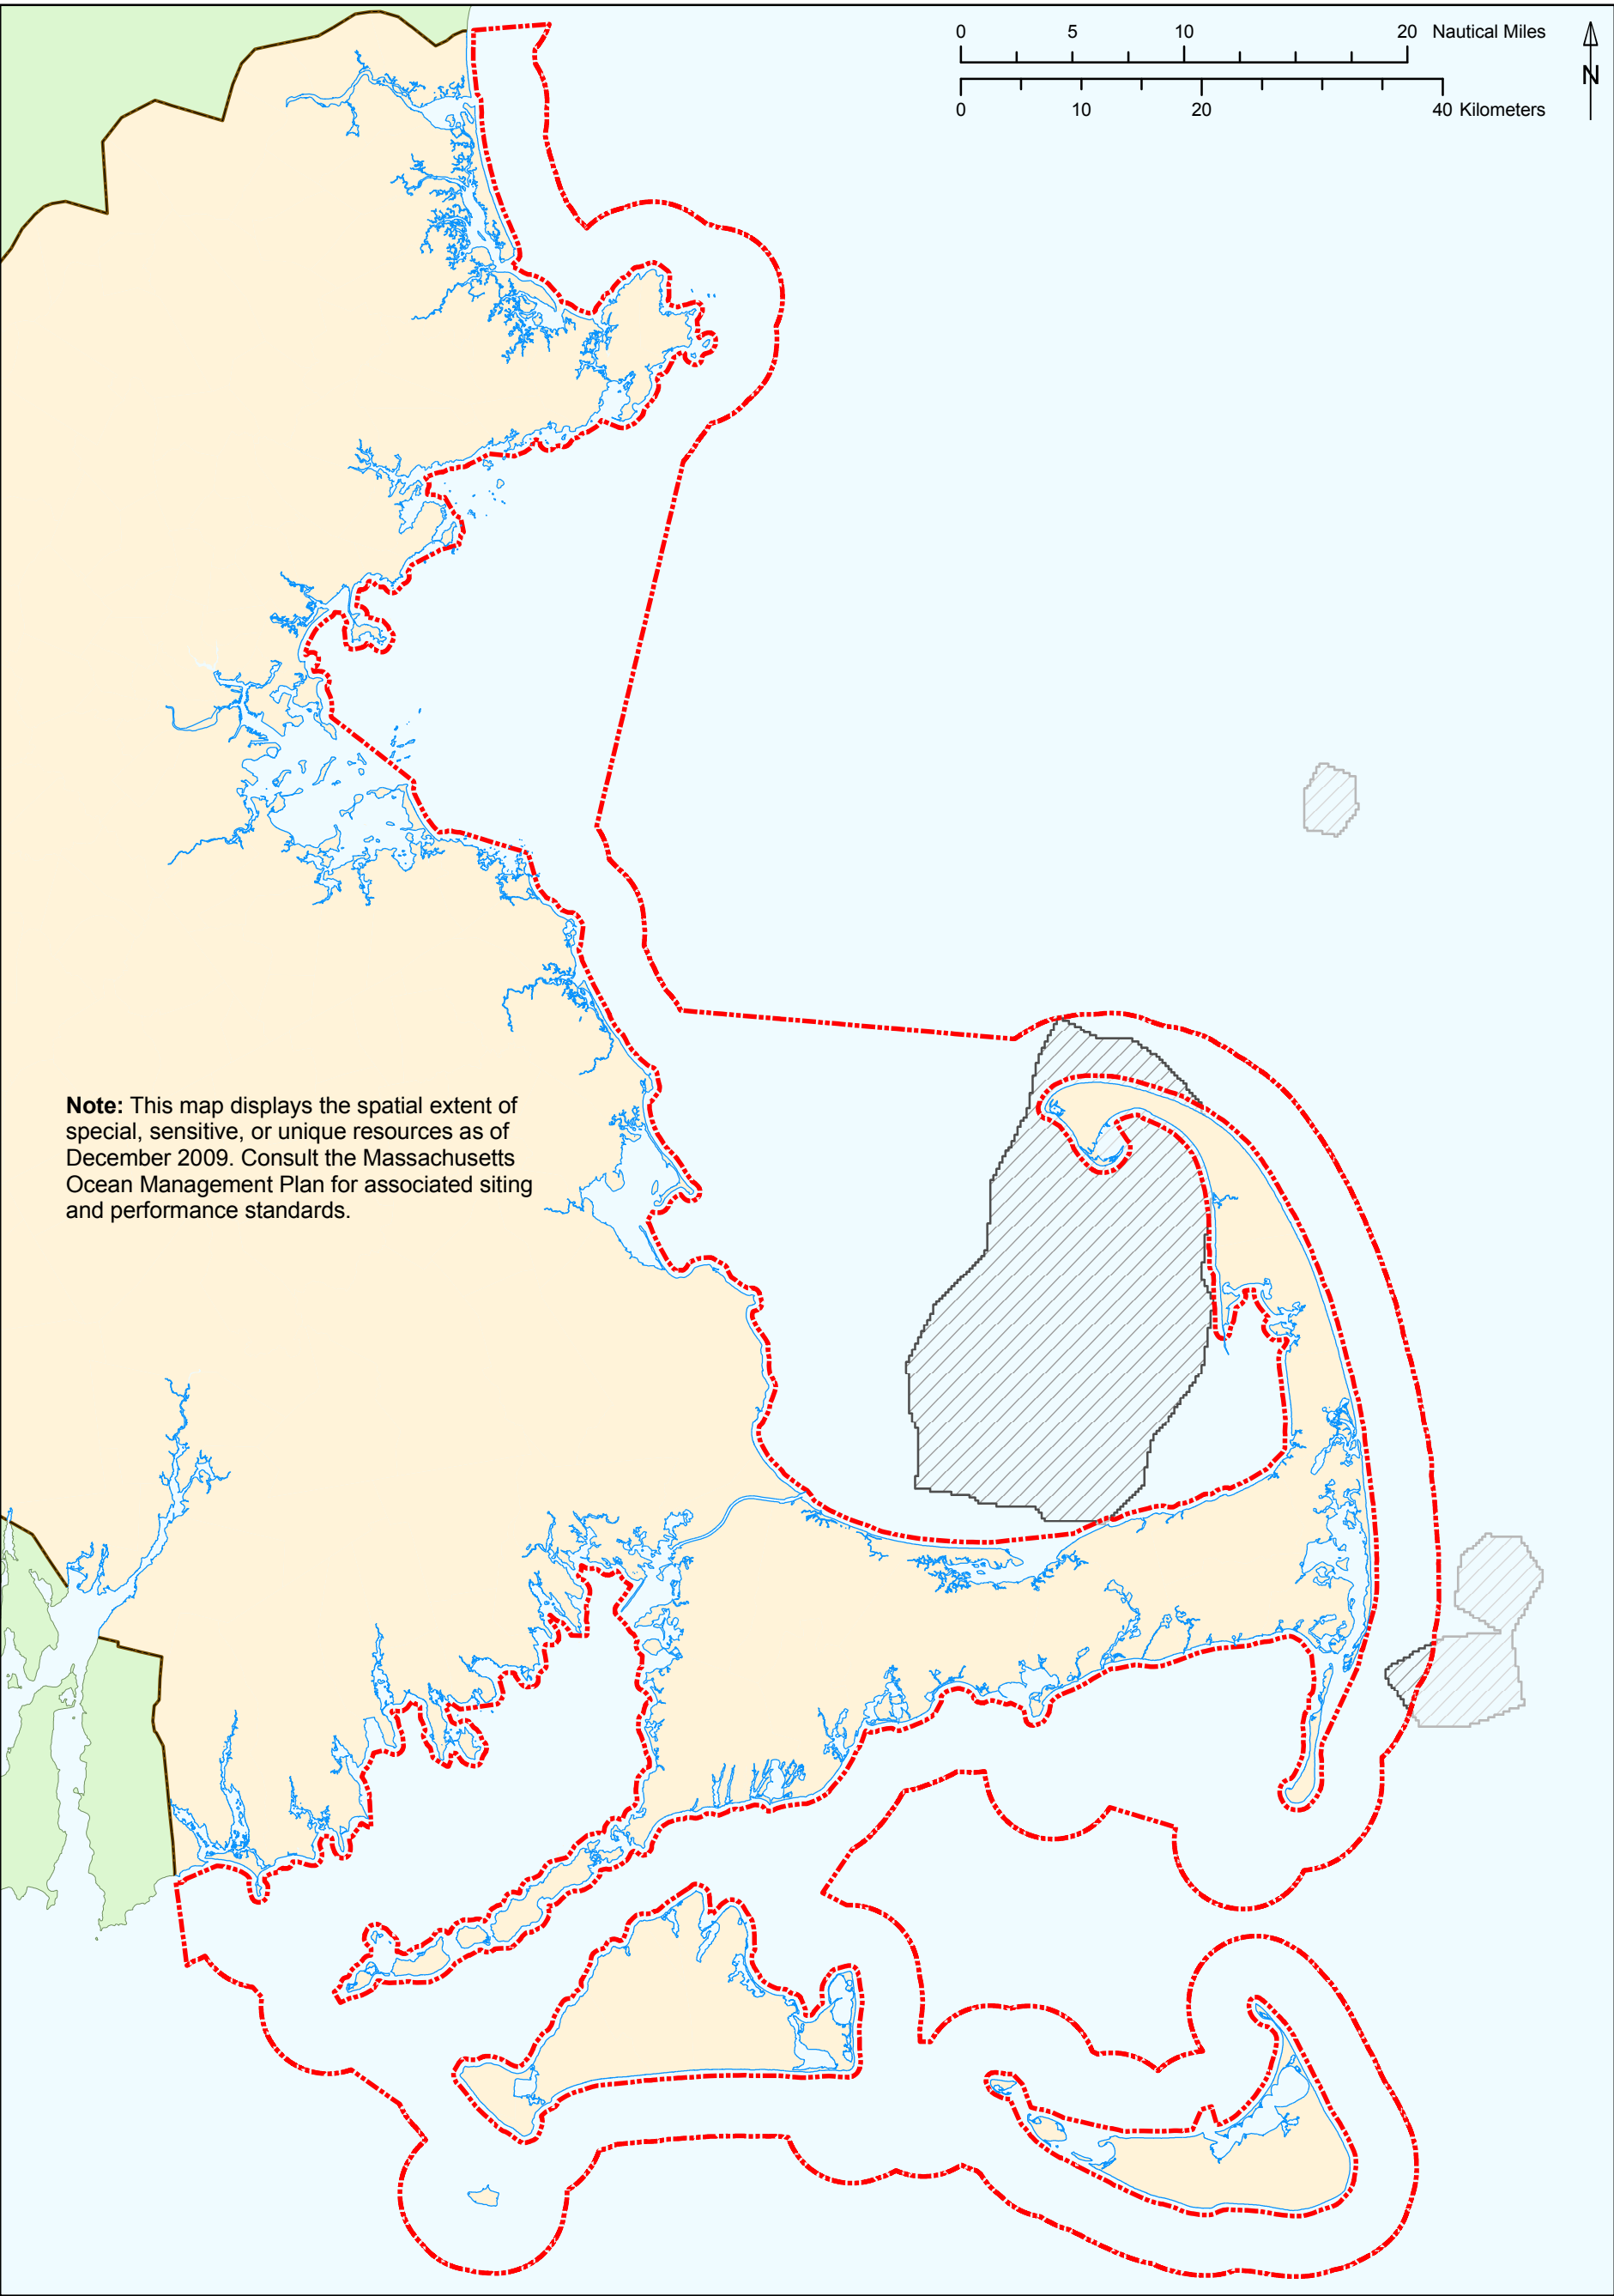 0 5 10 20 Nautical Miles
0 10 20 40 Kilometers
N
Note: This map displays the spatial extent of
special, sensitive, or unique resources as of
December 2009. Consult the Massachusetts
Ocean Management Plan for associated siting
and performance standards.